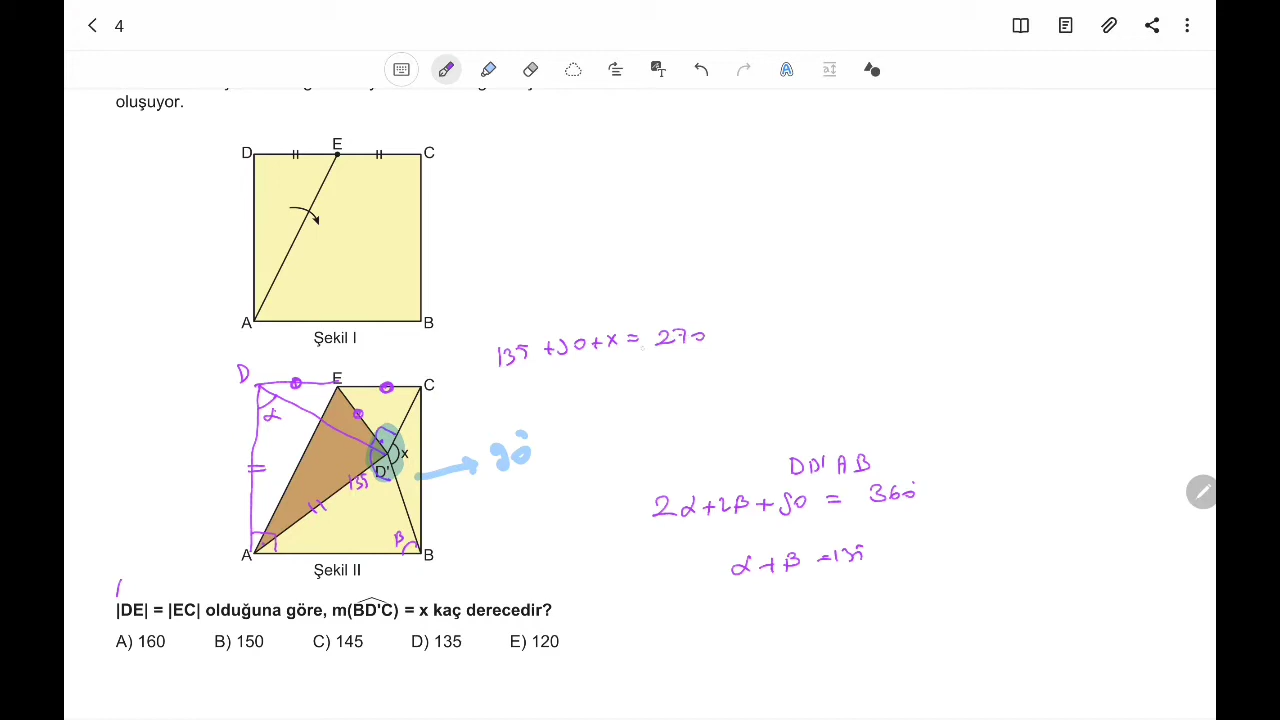 4
oluşuyor.
D E C
A B
Şekil I
135 + 90 + x = 270
D E C
α
x
D'
135
90
A β B
Şekil II
DD'AB
2α + 2β + 90 = 360
α + β = 135
|DE| = |EC| olduğuna göre, m(BD'C) = x kaç derecedir?
A) 160 B) 150 C) 145 D) 135 E) 120